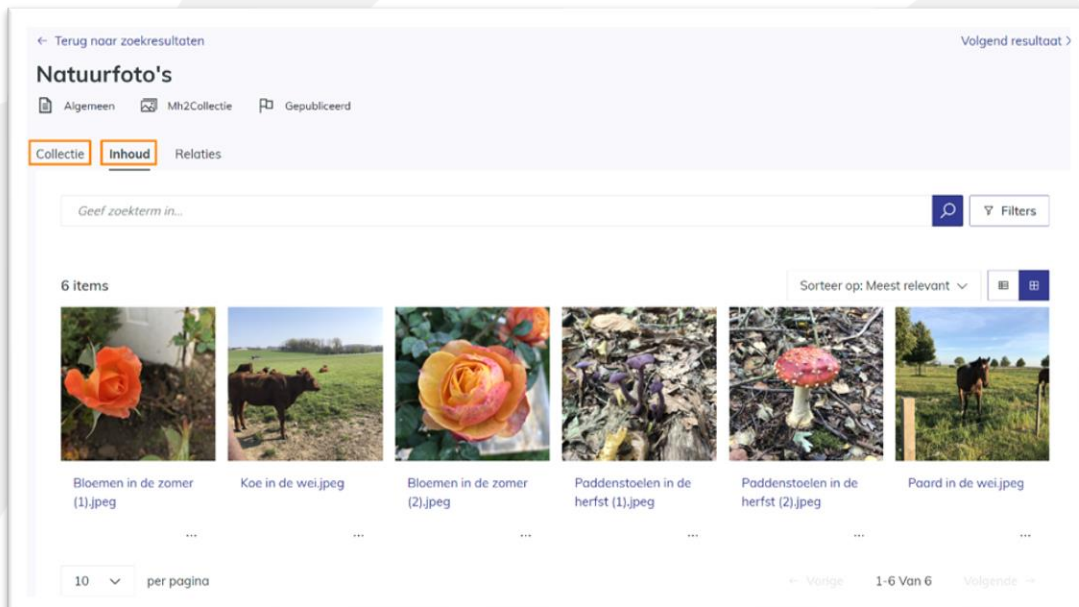 ← Terug naar zoekresultaten
Volgend resultaat >
Natuurfoto's
Algemeen Mh2Collectie Gepubliceerd
Collectie Inhoud Relaties
Geef zoekterm in...
Filters
6 items
Sorteer op: Meest relevant
Bloemen in de zomer
(1).jpeg
Koe in de wei.jpeg
Bloemen in de zomer
(2).jpeg
Paddenstoelen in de
herfst (1).jpeg
Paddenstoelen in de
herfst (2).jpeg
Paard in de wei.jpeg
... ... ... ... ... ...
10 per pagina
← Vorige 1-6 Van 6 Volgende →